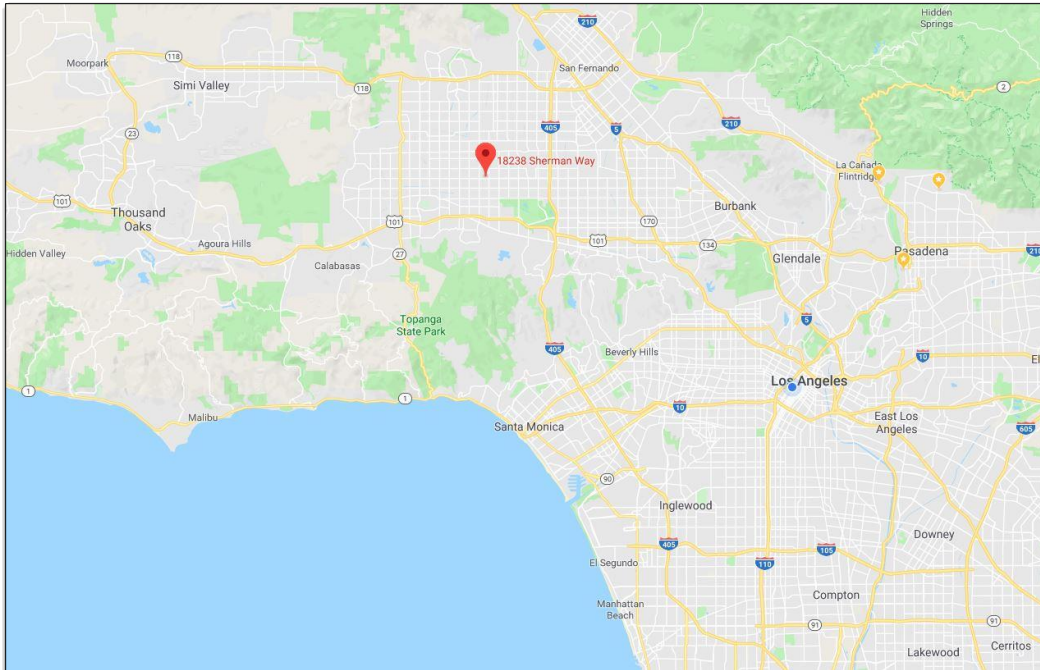 Hidden
Springs
210
Moorpark
118
San Fernando
Simi Valley
118
2
23
405
5
210
18238 Sherman Way
La Cañada
Flintridge
101
Thousand
Oaks
101
170
Burbank
Hidden Valley
Agoura Hills
101
134
Pasadena
210
Calabasas
27
Glendale
Topanga
State Park
5
405
Beverly Hills
10
El
Los Angeles
1
1
Malibu
Santa Monica
10
East Los
Angeles
605
90
Inglewood
Downey
405
105
El Segundo
110
Manhattan
Beach
Compton
91
91
Lakewood
Cerritos